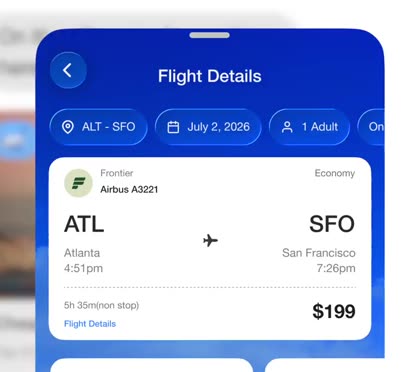 Flight Details
ALT - SFO
July 2, 2026
1 Adult
On
Frontier
Economy
Airbus A3221
ATL
SFO
Atlanta
San Francisco
4:51pm
7:26pm
5h 35m(non stop)
$199
Flight Details